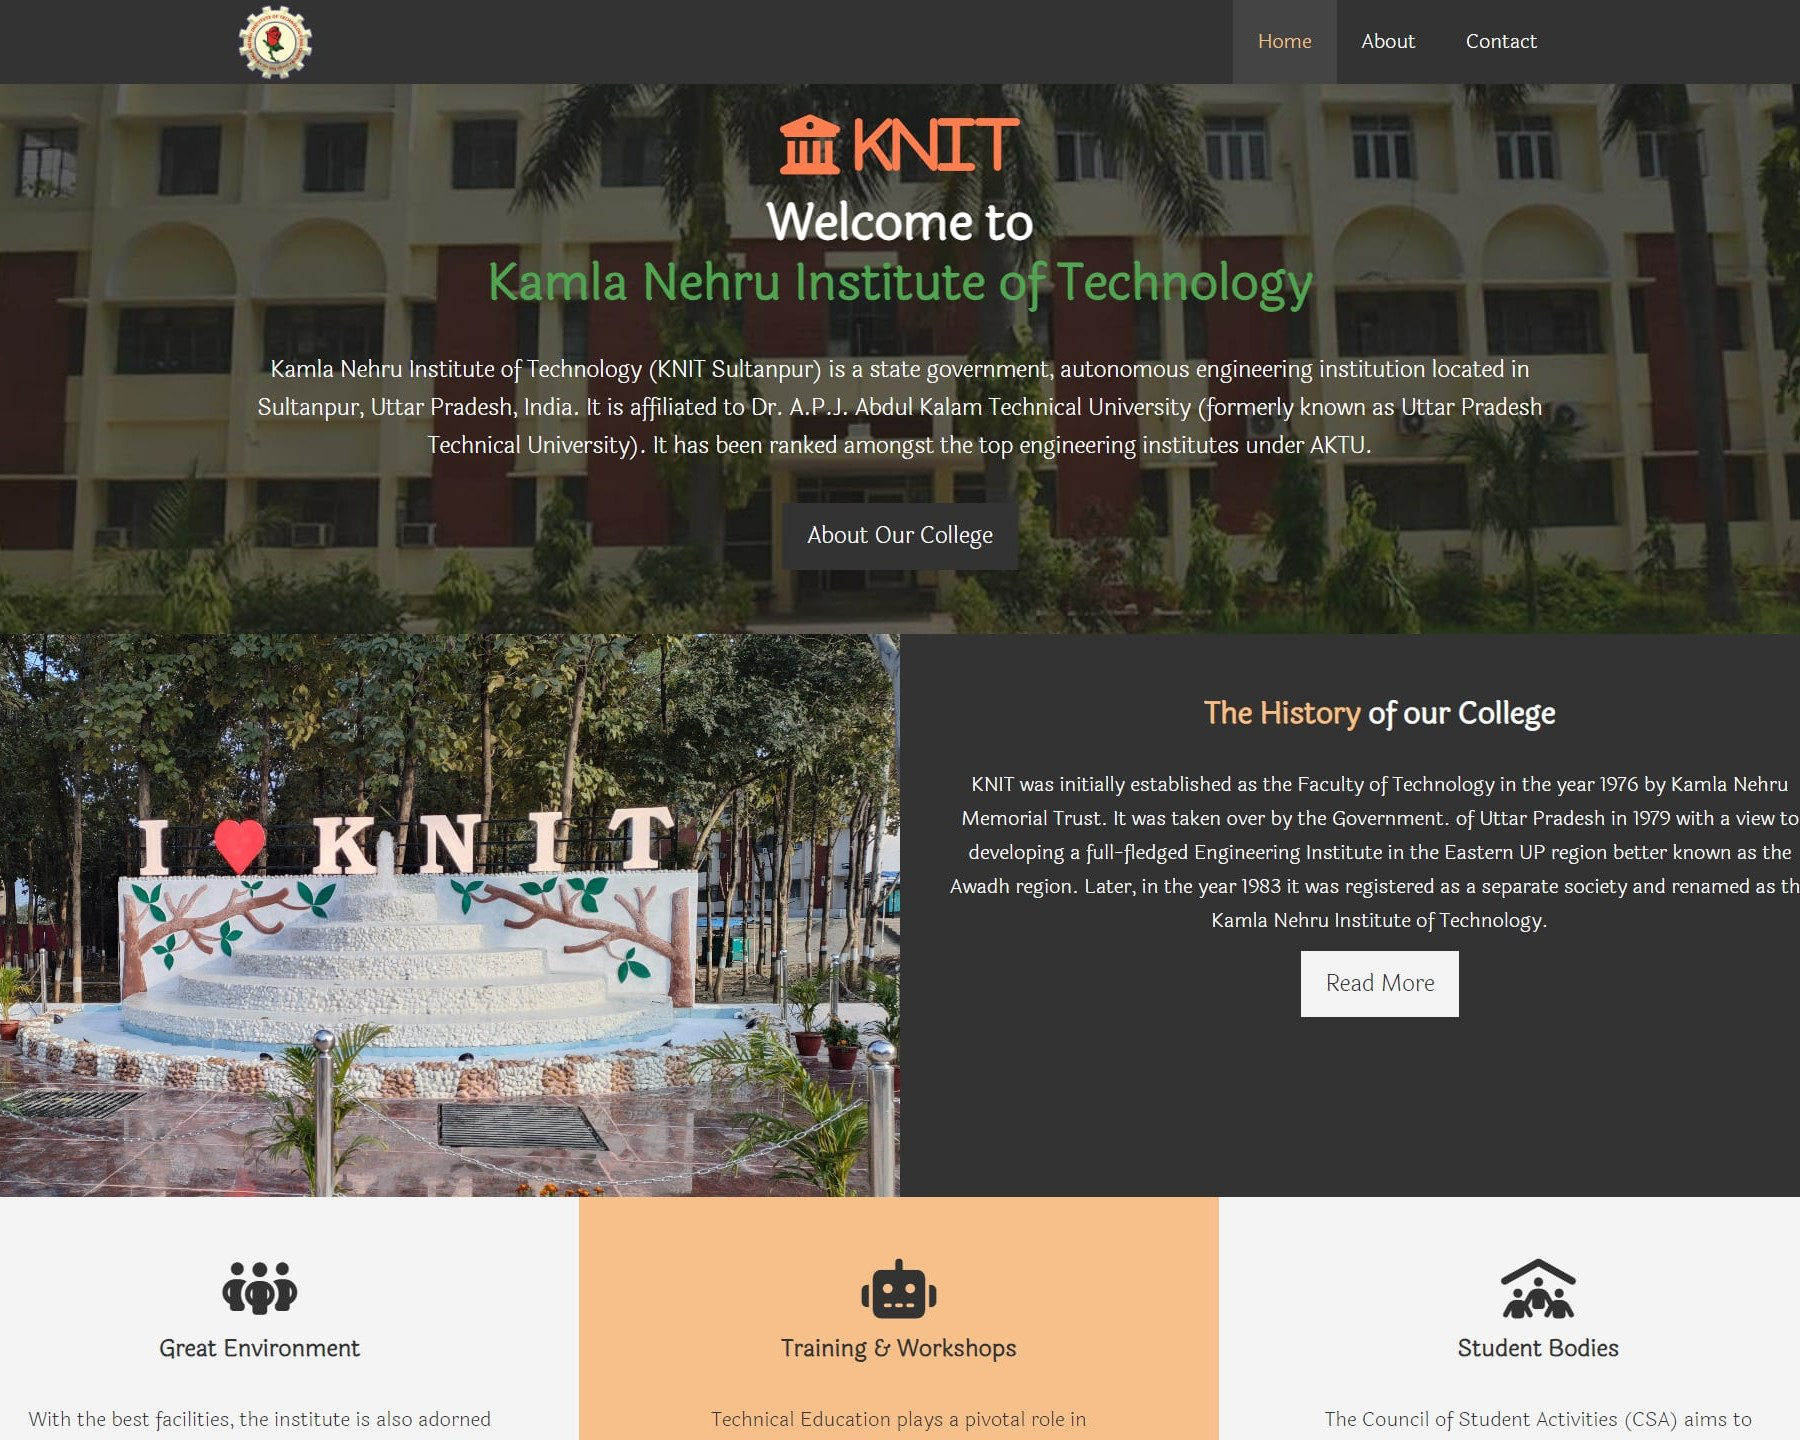 Home About Contact
KNIT
Welcome to
Kamla Nehru Institute of Technology
Kamla Nehru Institute of Technology (KNIT Sultanpur) is a state government, autonomous engineering institution located in
Sultanpur, Uttar Pradesh, India. It is affiliated to Dr. A.P.J. Abdul Kalam Technical University (formerly known as Uttar Pradesh
Technical University). It has been ranked amongst the top engineering institutes under AKTU.
About Our College
I KNIT
The History of our College
KNIT was initially established as the Faculty of Technology in the year 1976 by Kamla Nehru
Memorial Trust. It was taken over by the Government. of Uttar Pradesh in 1979 with a view to
developing a full-fledged Engineering Institute in the Eastern UP region better known as the
Awadh region. Later, in the year 1983 it was registered as a separate society and renamed as th
Kamla Nehru Institute of Technology.
Read More
Great Environment
With the best facilities, the institute is also adorned
Training & Workshops
Technical Education plays a pivotal role in
Student Bodies
The Council of Student Activities (CSA) aims to